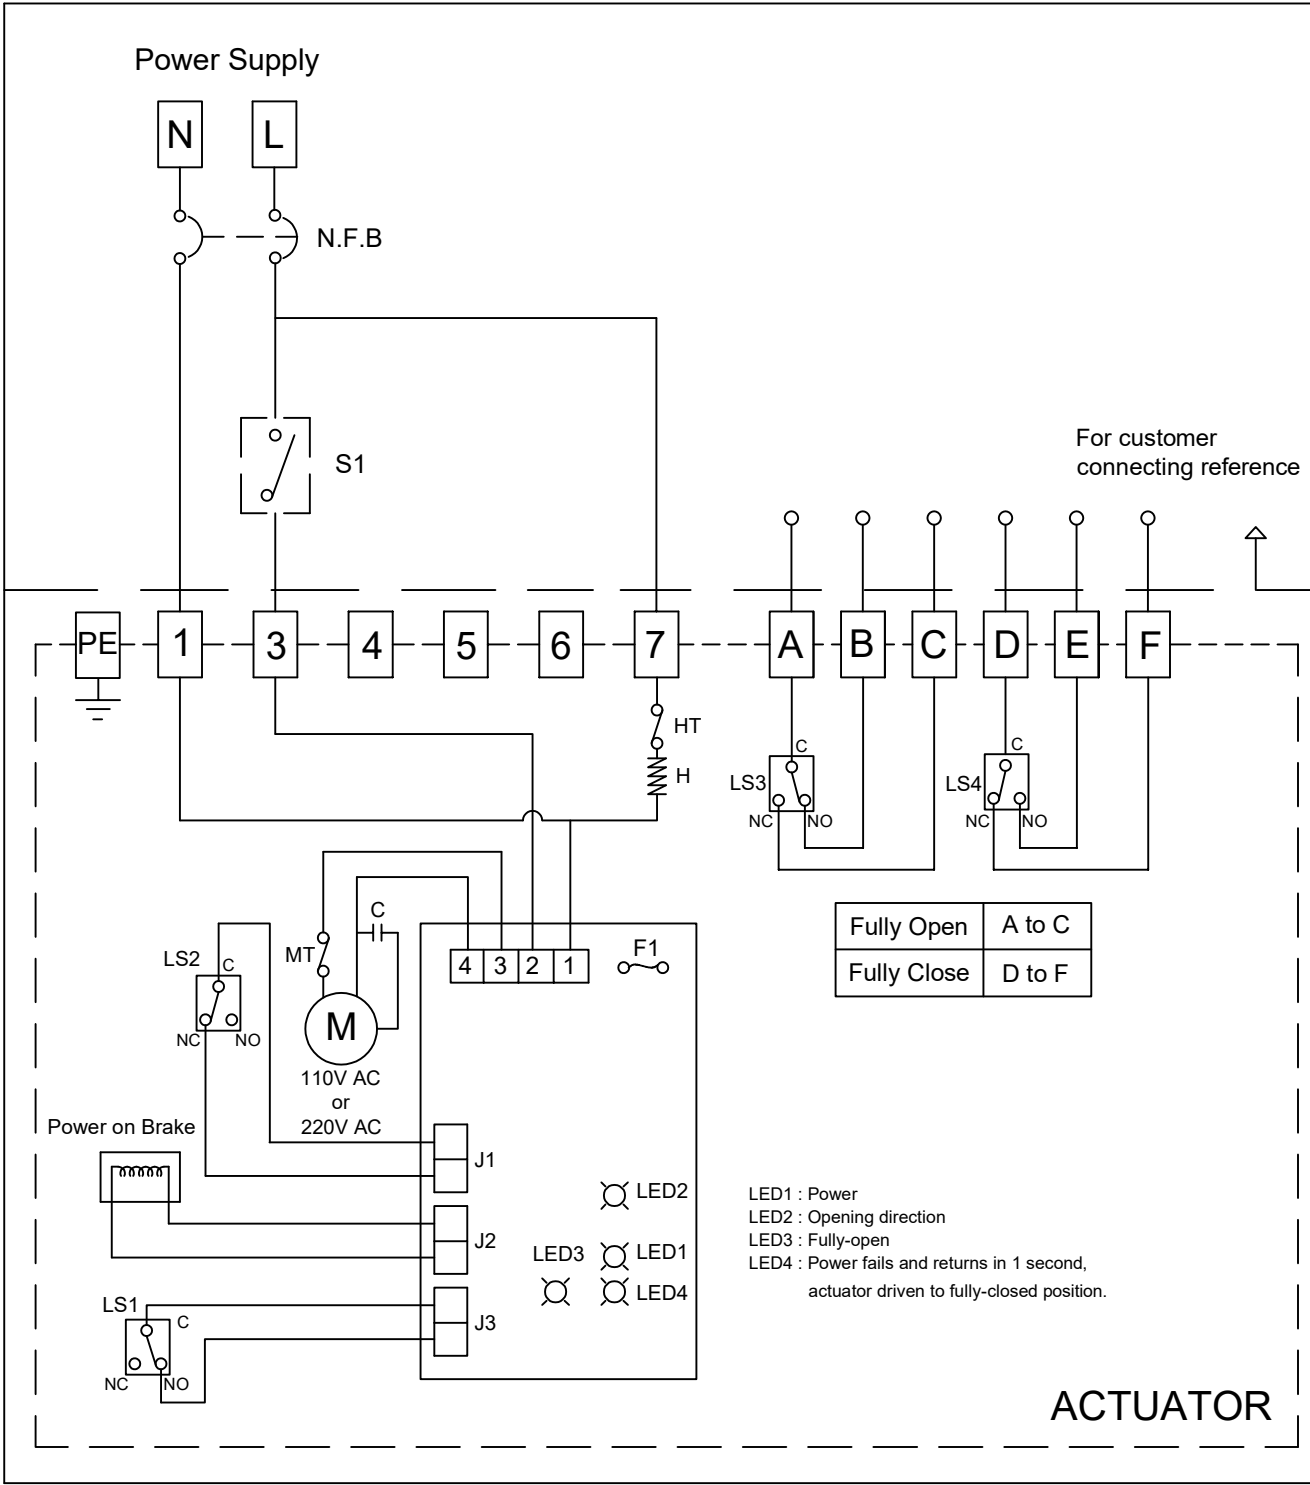 Power Supply
N L
N.F.B
S1
For customer
connecting reference
PE 1 3 4 5 6 7 A B C D E F
HT
H
C
LS3
NC NO
C
LS4
NC NO
C
MT
LS2
C
NC NO
M
110V AC
or
220V AC
4 3 2 1
F1
Fully Open A to C
Fully Close D to F
Power on Brake
J1
J2
J3
LS1
C
NC NO
LED2
LED3 LED1
LED4
LED1 : Power
LED2 : Opening direction
LED3 : Fully-open
LED4 : Power fails and returns in 1 second,
actuator driven to fully-closed position.
ACTUATOR